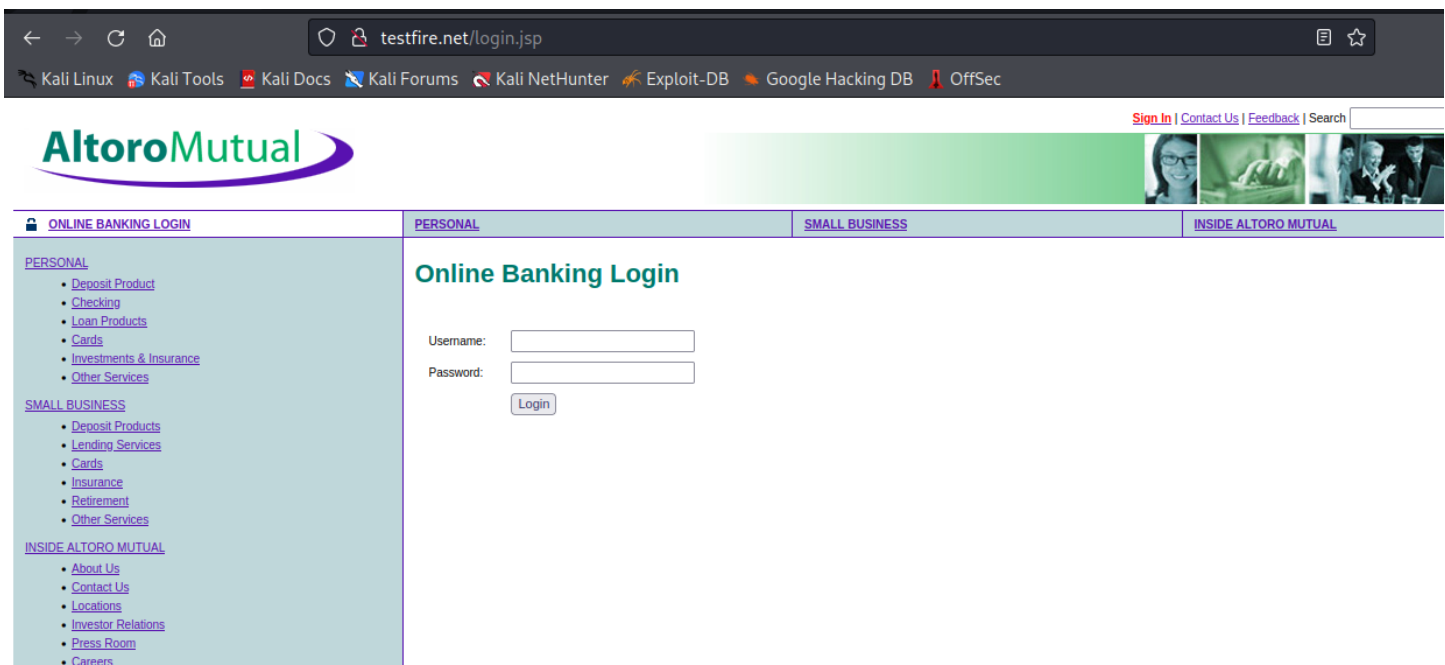 testfire.net/login.jsp
Kali Linux Kali Tools Kali Docs Kali Forums Kali NetHunter Exploit-DB Google Hacking DB OffSec
Sign In | Contact Us | Feedback | Search
AltoroMutual
ONLINE BANKING LOGIN PERSONAL SMALL BUSINESS INSIDE ALTORO MUTUAL
PERSONAL
Deposit Product
Checking
Loan Products
Cards
Investments & Insurance
Other Services
SMALL BUSINESS
Deposit Products
Lending Services
Cards
Insurance
Retirement
Other Services
INSIDE ALTORO MUTUAL
About Us
Contact Us
Locations
Investor Relations
Press Room
Careers
Online Banking Login
Username:
Password:
Login